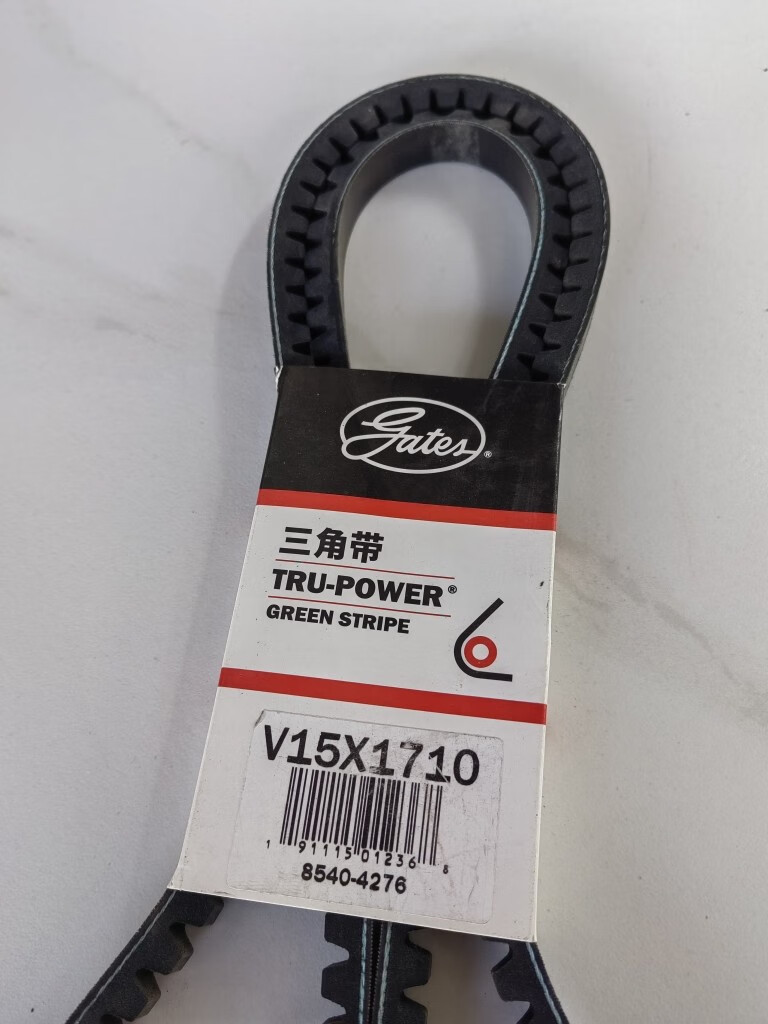 Gates®
三角带
TRU-POWER®
GREEN STRIPE
V15X1710
1 91115 01236 8
8540-4276